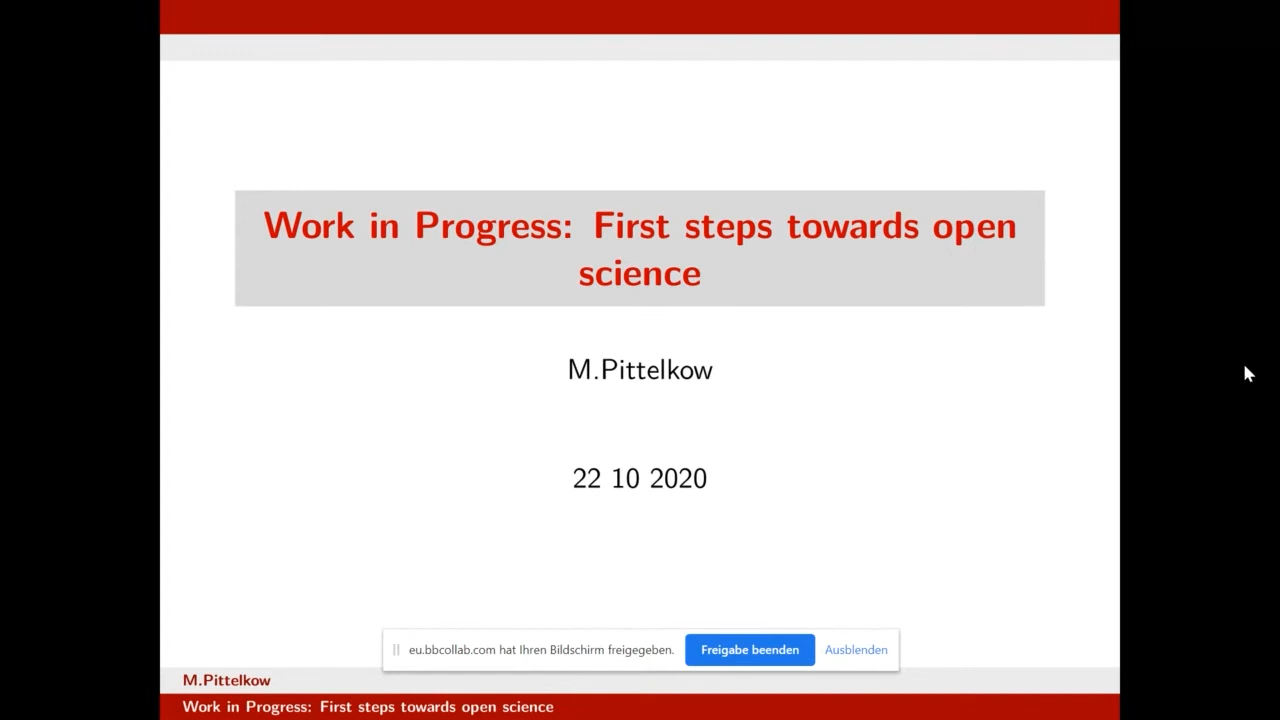 Work in Progress: First steps towards open
science
M.Pittelkow
22 10 2020
eu.bbcollab.com hat Ihren Bildschirm freigegeben. Freigabe beenden Ausblenden
M.Pittelkow
Work in Progress: First steps towards open science